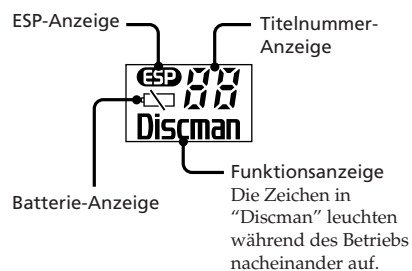 ESP-Anzeige
Titelnummer-
Anzeige
ESP 88
Discman
Batterie-Anzeige
Funktionsanzeige
Die Zeichen in
“Discman” leuchten
während des Betriebs
nacheinander auf.